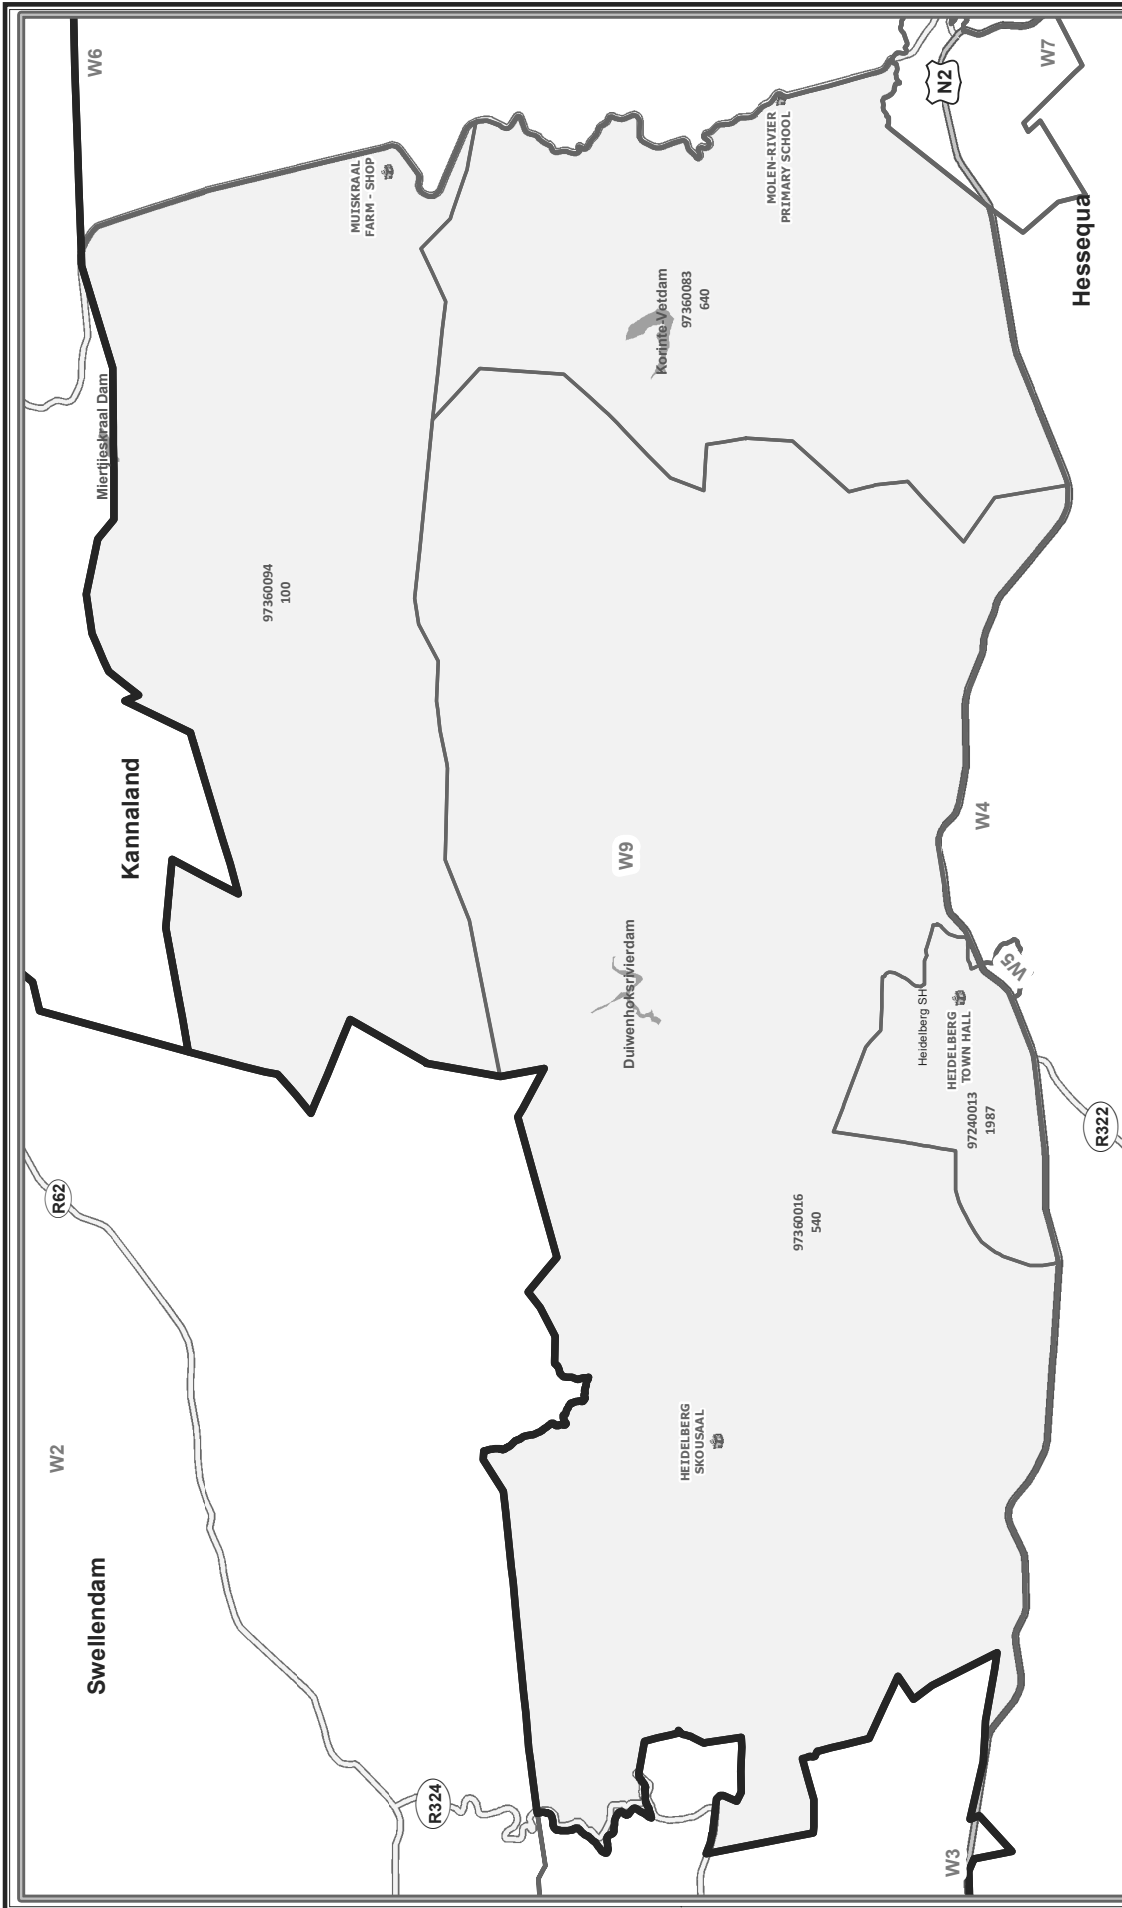 W2
Swellendam
R62
R324
Kannaland
W6
Miertjieskraal Dam
MUISKRAAL
FARM - SHOP
97360094
100
W9
Duiwenhoksrivierdam
Korinte-Vetdam
97360083
640
MOLEN-RIVIER
PRIMARY SCHOOL
HEIDELBERG
SKOUSAAL
97360016
540
Heidelberg SH
HEIDELBERG
TOWN HALL
97240013
1987
W3
W4
W5
R322
N2
W7
Hessequa